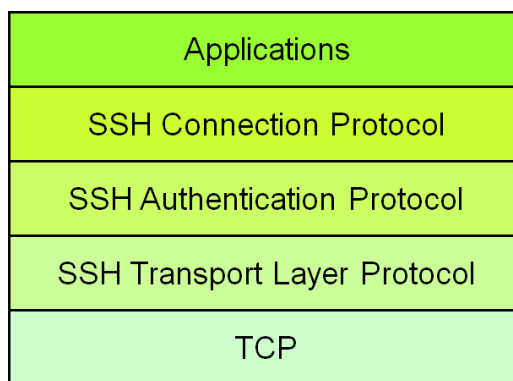 Applications
SSH Connection Protocol
SSH Authentication Protocol
SSH Transport Layer Protocol
TCP